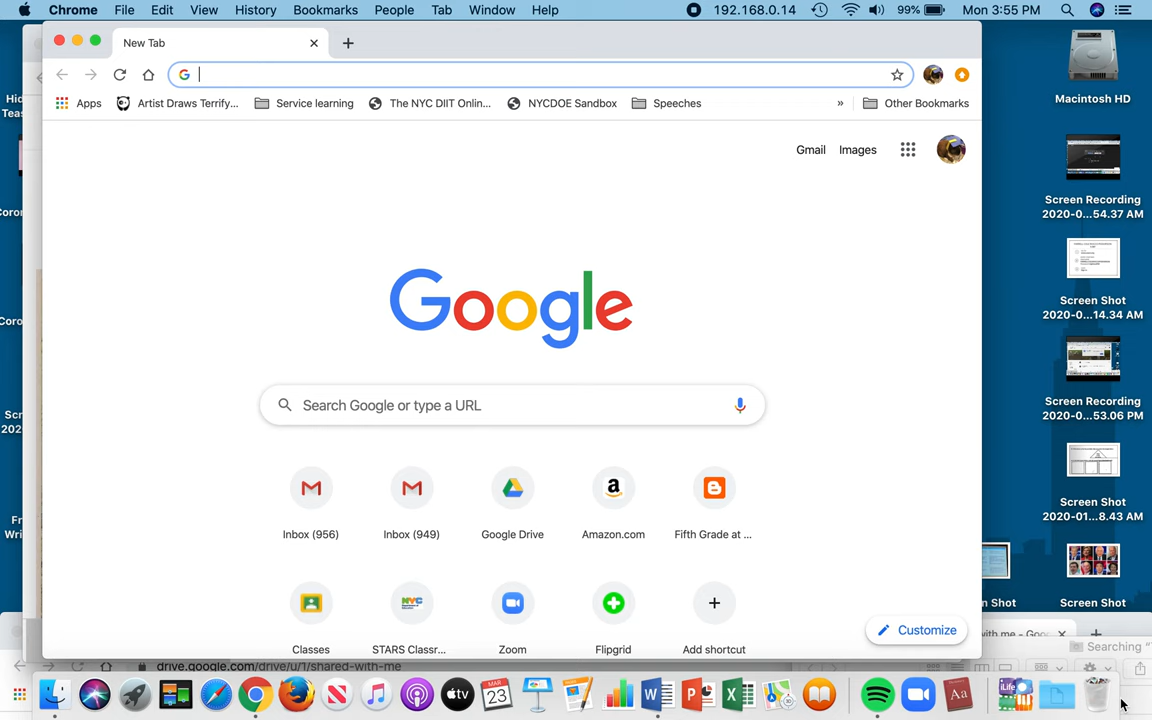 Chrome File Edit View History Bookmarks People Tab Window Help 192.168.0.14 99% Mon 3:55 PM
New Tab
Apps Artist Draws Terrify... Service learning The NYC DIIT Onlin... NYCDOE Sandbox Speeches » Other Bookmarks
Gmail Images
Google
Search Google or type a URL
Inbox (956) Inbox (949) Google Drive Amazon.com Fifth Grade at ...
Classes STARS Classr... Zoom Flipgrid Add shortcut
Customize
Macintosh HD
Screen Recording
2020-0...54.37 AM
Screen Shot
2020-0...14.34 AM
Screen Recording
2020-0...53.06 PM
Screen Shot
2020-01...8.43 AM
Screen Shot
Searching
drive.google.com/drive/u/1/shared-with-me
MAR
23